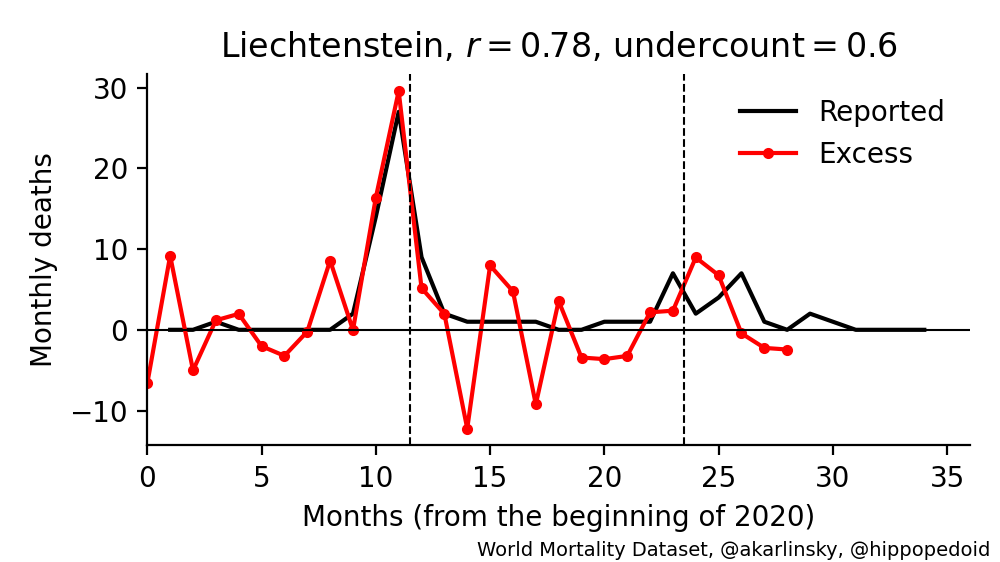 Liechtenstein, r = 0.78, undercount = 0.6
Monthly deaths
30
20
10
0
−10
Reported
Excess
0 5 10 15 20 25 30 35
Months (from the beginning of 2020)
World Mortality Dataset, @akarlinsky, @hippopedoid